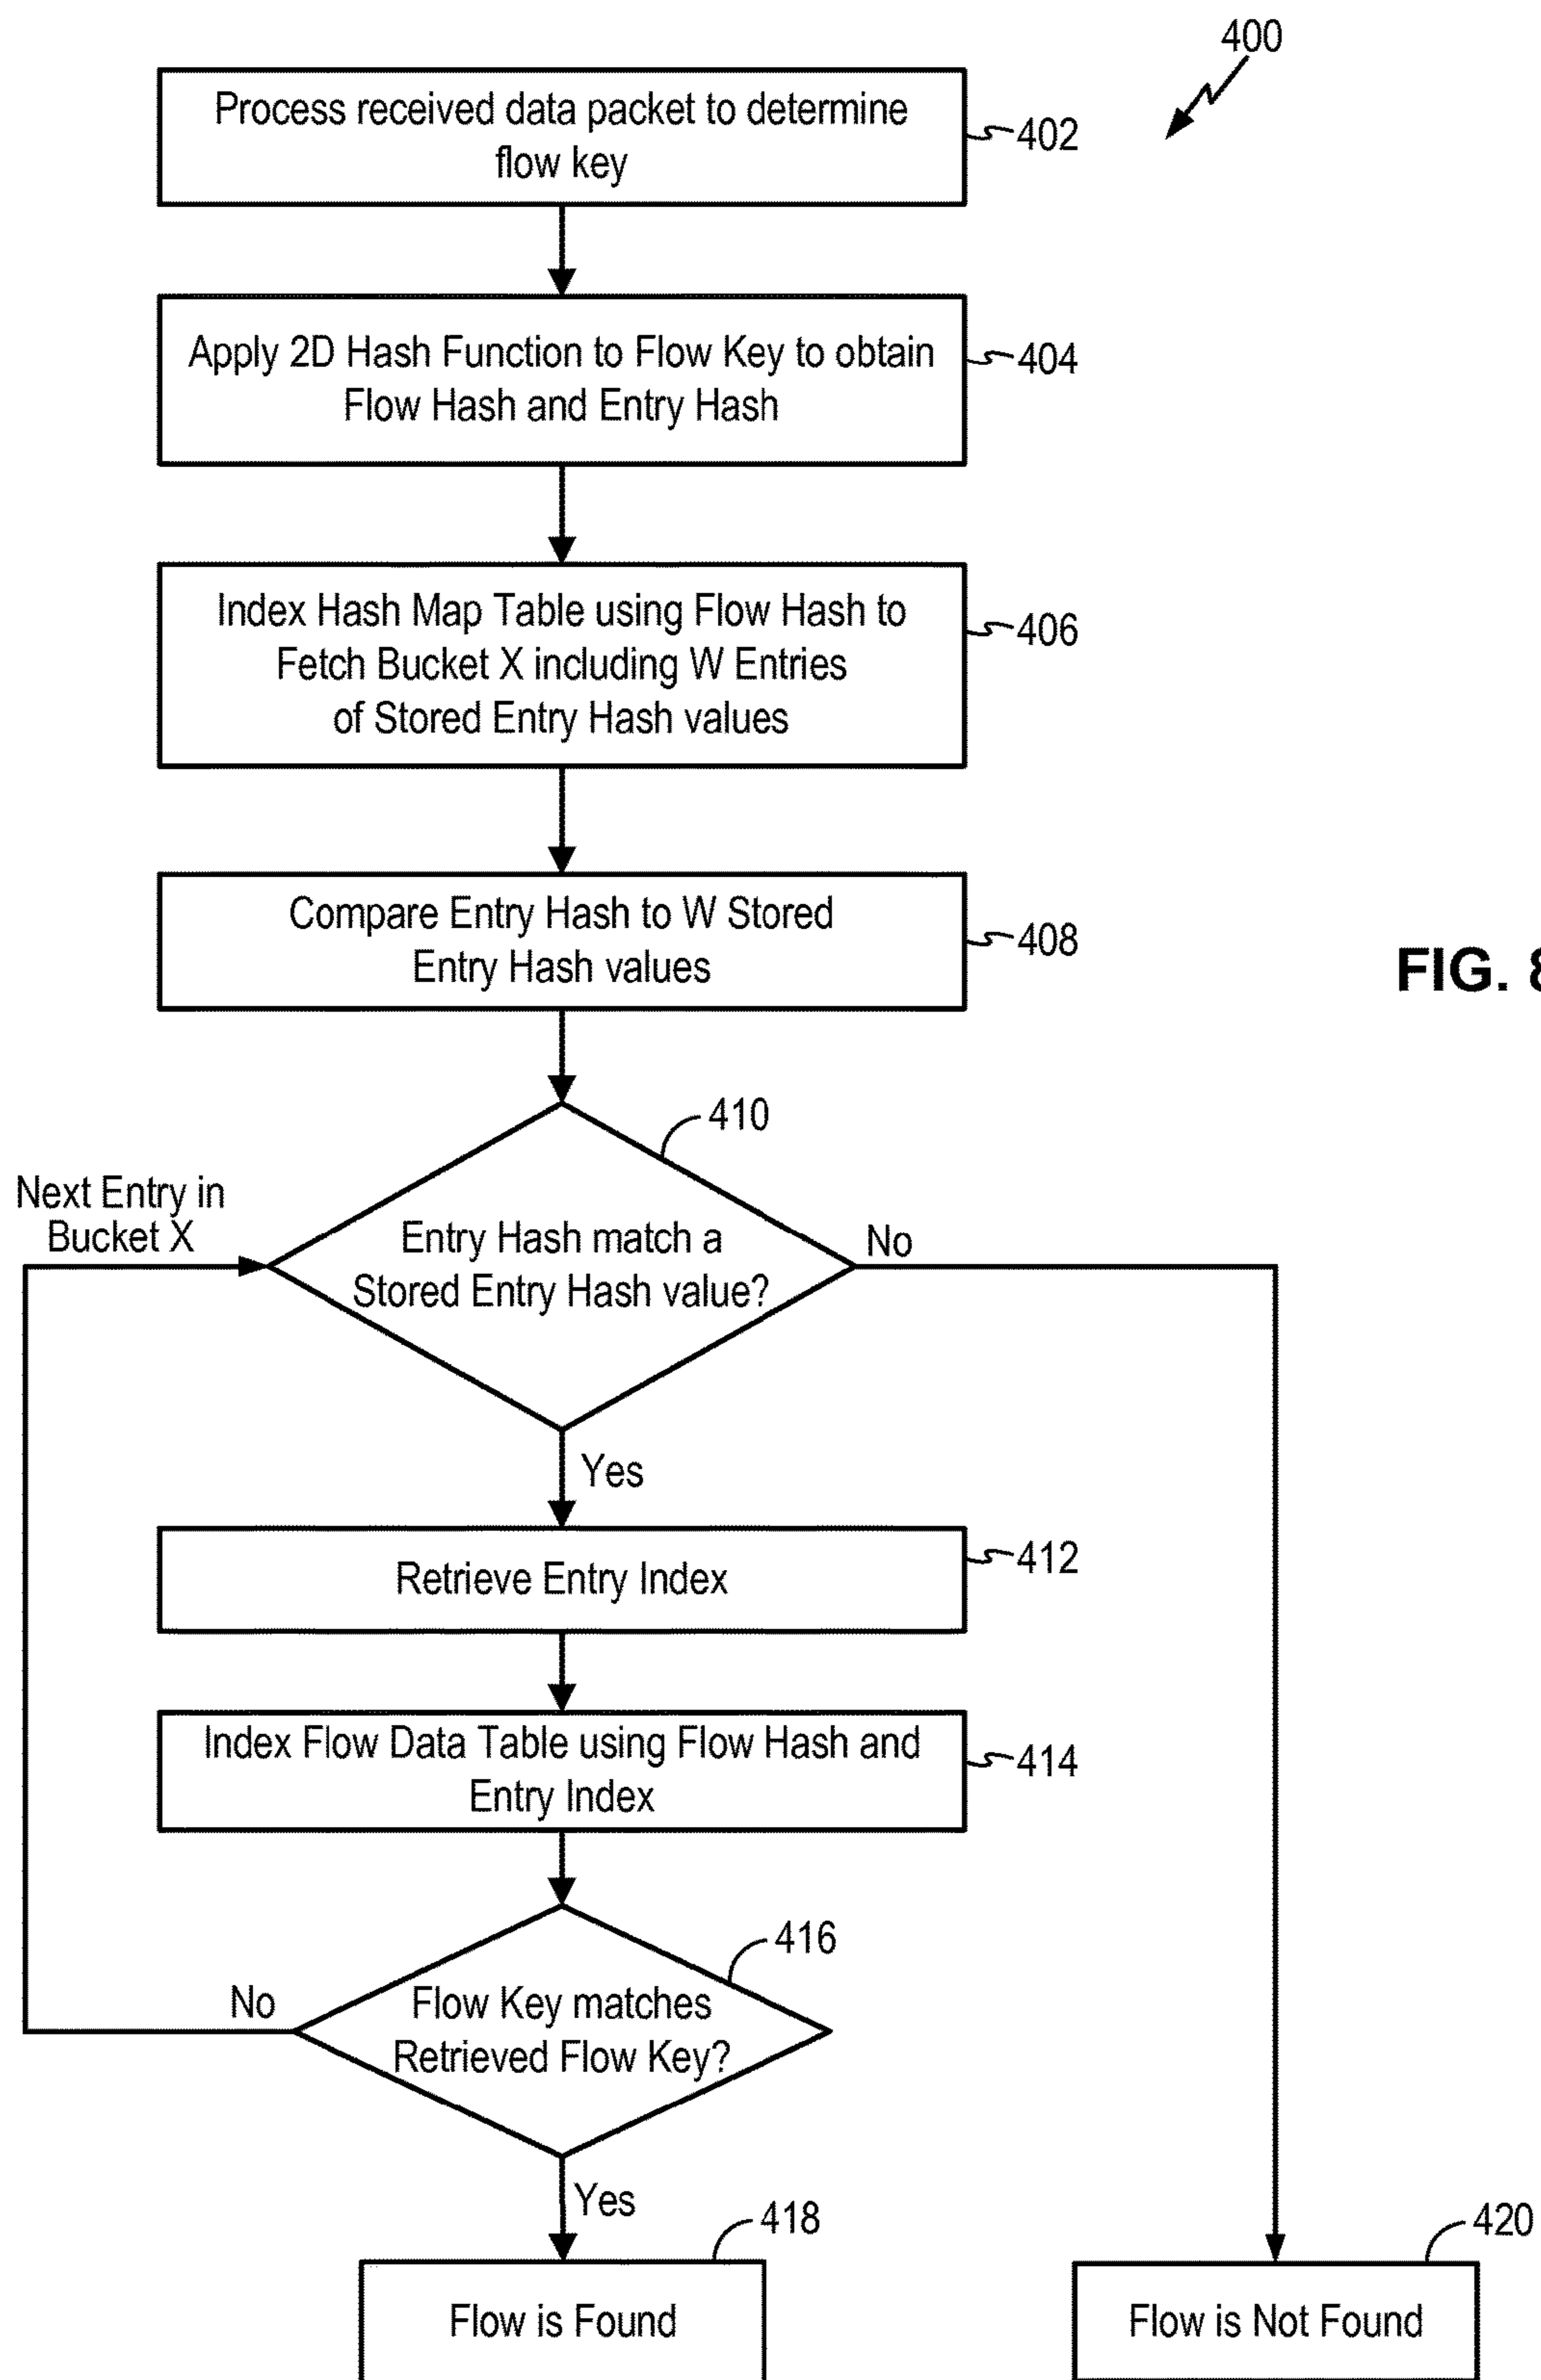 400
Process received data packet to determine
flow key
402
Apply 2D Hash Function to Flow Key to obtain
Flow Hash and Entry Hash
404
Index Hash Map Table using Flow Hash to
Fetch Bucket X including W Entries
of Stored Entry Hash values
406
Compare Entry Hash to W Stored
Entry Hash values
408
FIG.
410
Next Entry in
Bucket X
Entry Hash match a
Stored Entry Hash value?
No
Yes
Retrieve Entry Index
412
Index Flow Data Table using Flow Hash and
Entry Index
414
416
Flow Key matches
Retrieved Flow Key?
No
Yes
418
Flow is Found
420
Flow is Not Found